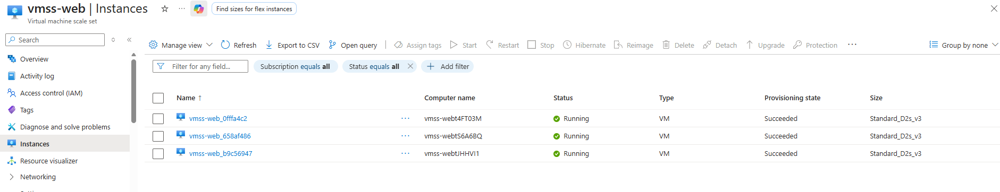 vmss-web | Instances
Find sizes for flex instances
Virtual machine scale set
Search
Manage view Refresh Export to CSV Open query Assign tags Start Restart Stop Hibernate Reimage Delete Detach Upgrade Protection Group by none
Overview
Activity log
Access control (IAM)
Tags
Diagnose and solve problems
Instances
Resource visualizer
Networking
Filter for any field... Subscription equals all Status equals all Add filter
Name ↑ Computer name Status Type Provisioning state Size
vmss-web_0fffa4c2 ... vmss-webt4FT03M Running VM Succeeded Standard_D2s_v3
vmss-web_658af486 ... vmss-webtS6A6BQ Running VM Succeeded Standard_D2s_v3
vmss-web_b9c56947 ... vmss-webtJHHVI1 Running VM Succeeded Standard_D2s_v3